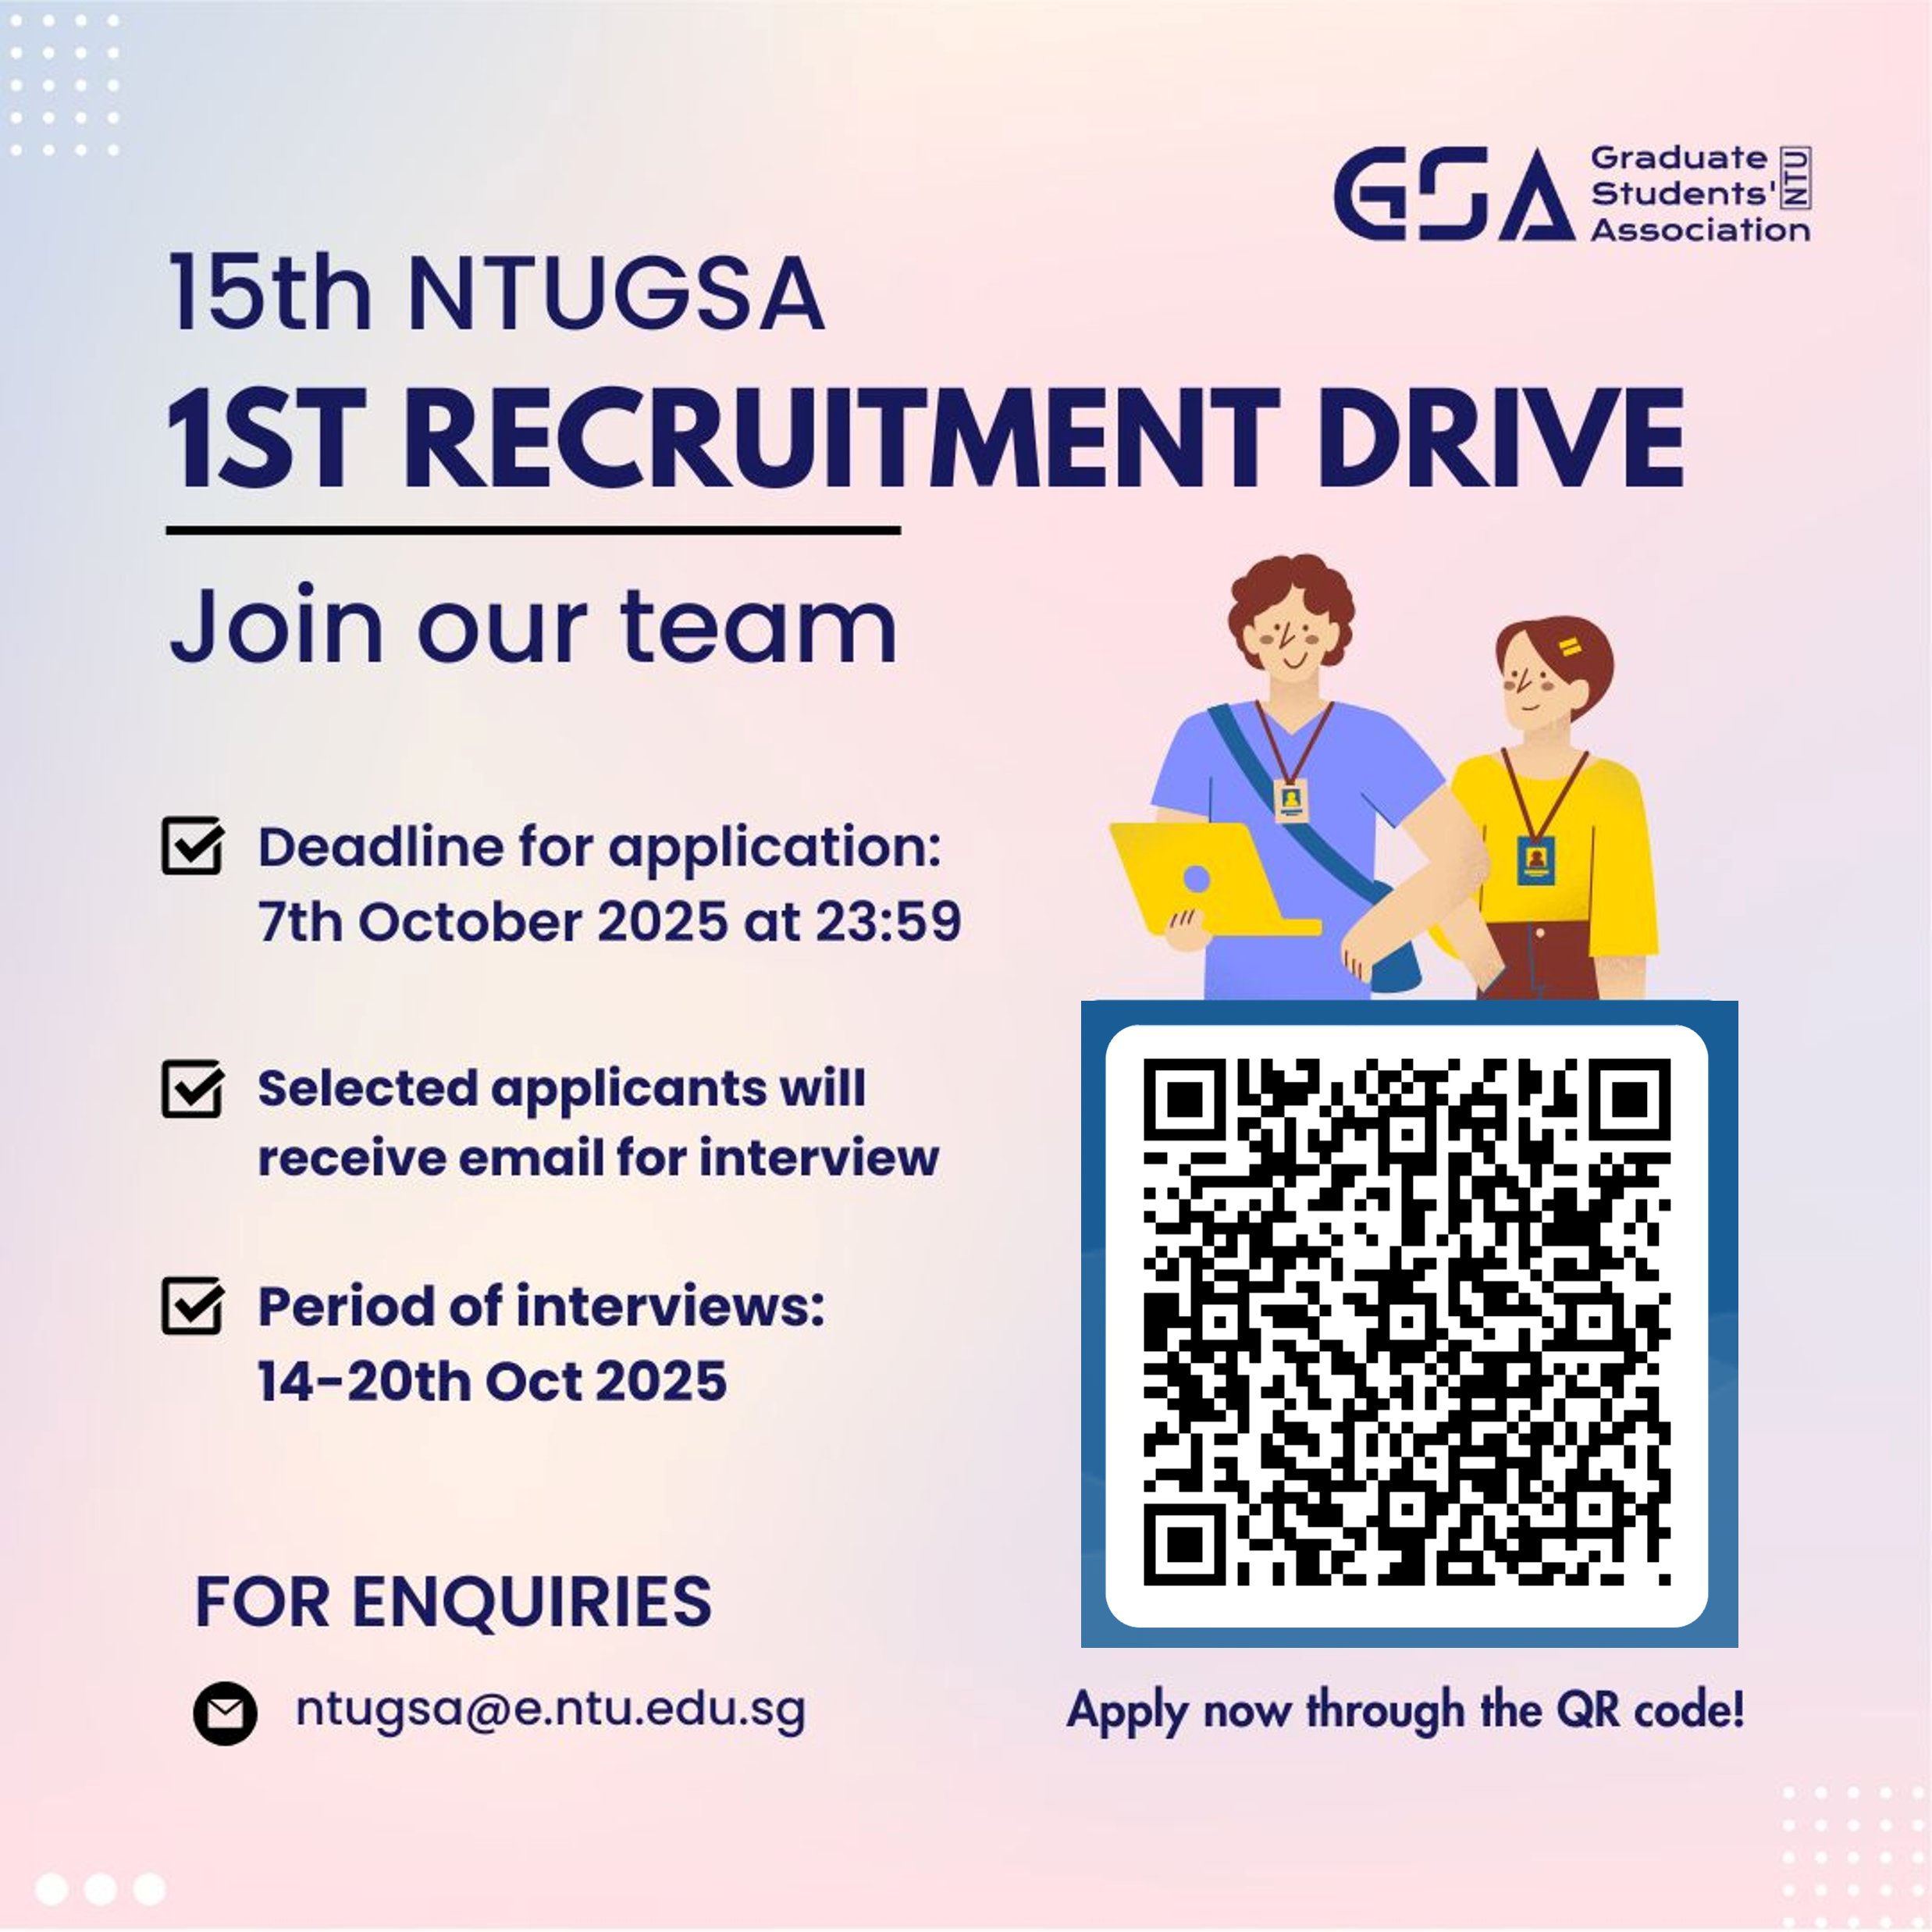 GSA
Graduate
Students'
Association
NTU
15th NTUGSA
1ST RECRUITMENT DRIVE
Join our team
Deadline for application:
7th October 2025 at 23:59
Selected applicants will
receive email for interview
Period of interviews:
14-20th Oct 2025
FOR ENQUIRIES
ntugsa@e.ntu.edu.sg
Apply now through the QR code!